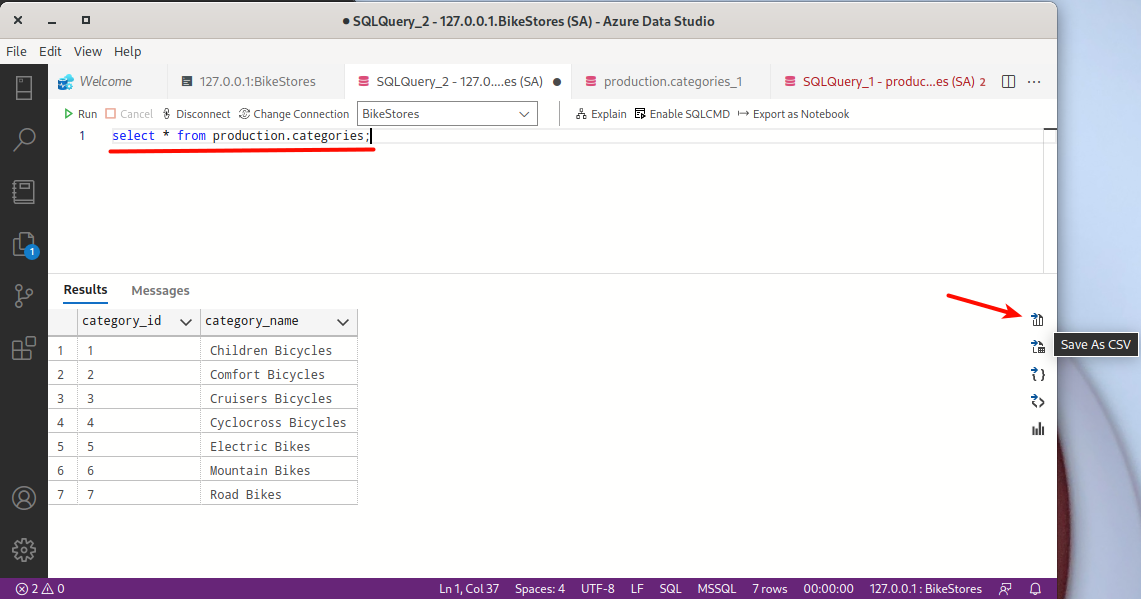 ● SQLQuery_2 - 127.0.0.1.BikeStores (SA) - Azure Data Studio
File Edit View Help
Welcome 127.0.0.1:BikeStores SQLQuery_2 - 127.0....es (SA) ● production.categories_1 SQLQuery_1 - produc...es (SA) 2 ...
Run Cancel Disconnect Change Connection BikeStores Explain Enable SQLCMD Export as Notebook
1 select * from production.categories;
1
Results Messages
category_id category_name
1 1 Children Bicycles
2 2 Comfort Bicycles
3 3 Cruisers Bicycles
4 4 Cyclocross Bicycles
5 5 Electric Bikes
6 6 Mountain Bikes
7 7 Road Bikes
Save As CSV
2 0 Ln 1, Col 37 Spaces: 4 UTF-8 LF SQL MSSQL 7 rows 00:00:00 127.0.0.1 : BikeStores